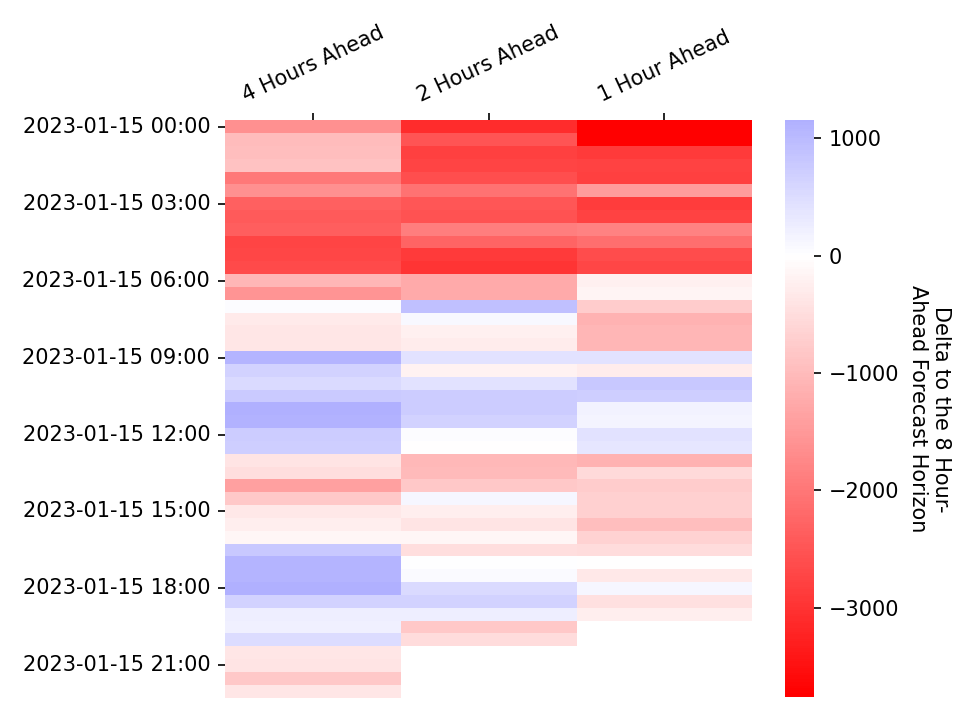 4 Hours Ahead
2 Hours Ahead
1 Hour Ahead
2023-01-15 00:00
2023-01-15 03:00
2023-01-15 06:00
2023-01-15 09:00
2023-01-15 12:00
2023-01-15 15:00
2023-01-15 18:00
2023-01-15 21:00
1000
0
−1000
−2000
−3000
Delta to the 8 Hour-
Ahead Forecast Horizon